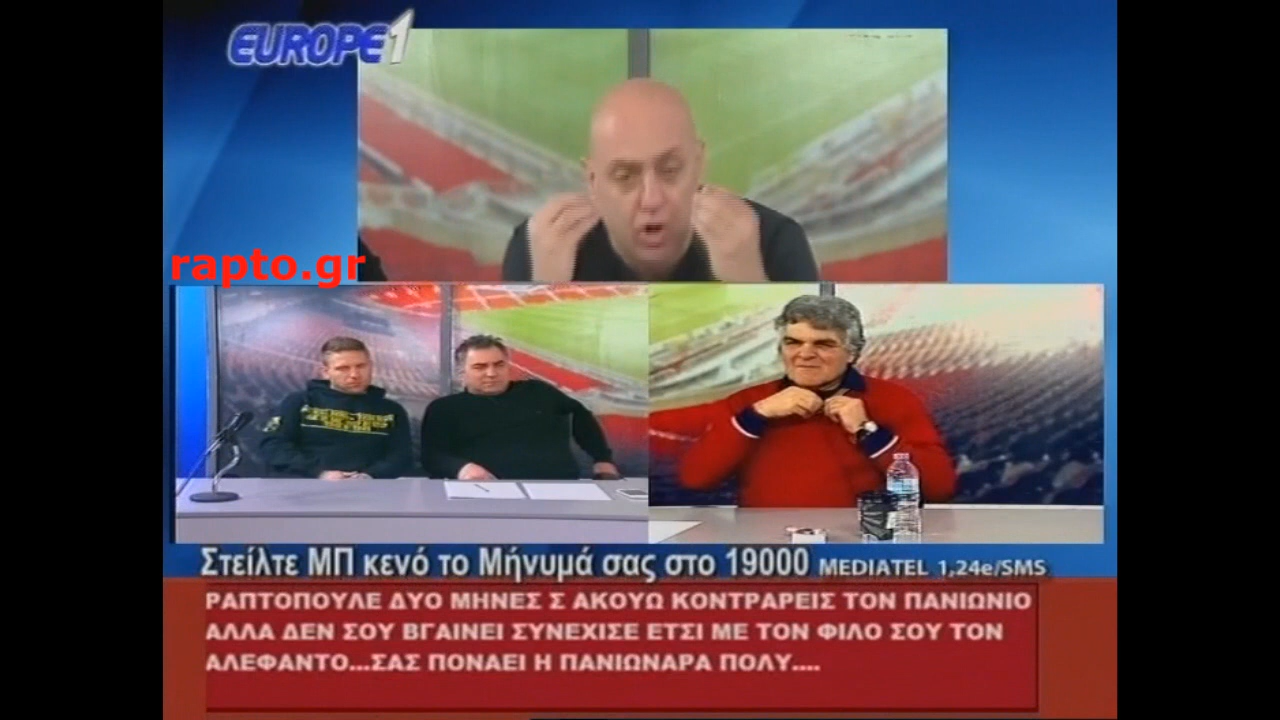 EUROPE1
rapto.gr
Στείλτε ΜΠ κενό το Μήνυμά σας στο 19000 MEDIATEL 1,24e/SMS
ΡΑΠΤΟΠΟΥΛΕ ΔΥΟ ΜΗΝΕΣ Σ ΑΚΟΥΩ ΚΟΝΤΡΑΡΕΙΣ ΤΟΝ ΠΑΝΙΩΝΙΟ
ΑΛΛΑ ΔΕΝ ΣΟΥ ΒΓΑΙΝΕΙ ΣΥΝΕΧΙΣΕ ΕΤΣΙ ΜΕ ΤΟΝ ΦΙΛΟ ΣΟΥ ΤΟΝ
ΑΛΕΦΑΝΤΟ...ΣΑΣ ΠΟΝΑΕΙ Η ΠΑΝΙΩΝΑΡΑ ΠΟΛΥ....